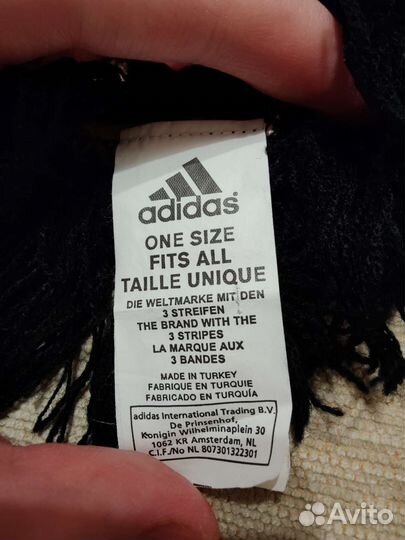 adidas®
ONE SIZE
FITS ALL
TAILLE UNIQUE
DIE WELTMARKE MIT DEN
3 STREIFEN
THE BRAND WITH THE
3 STRIPES
LA MARQUE AUX
3 BANDES
MADE IN TURKEY
FABRIQUE EN TURQUIE
FABRICADO EN TURQUÍA
adidas International Trading B.V.
De Prinsenhof,
Konigin Wilhelminaplein 30
1062 KR Amsterdam, NL
C.I.F./No NL 807301322301
Avito